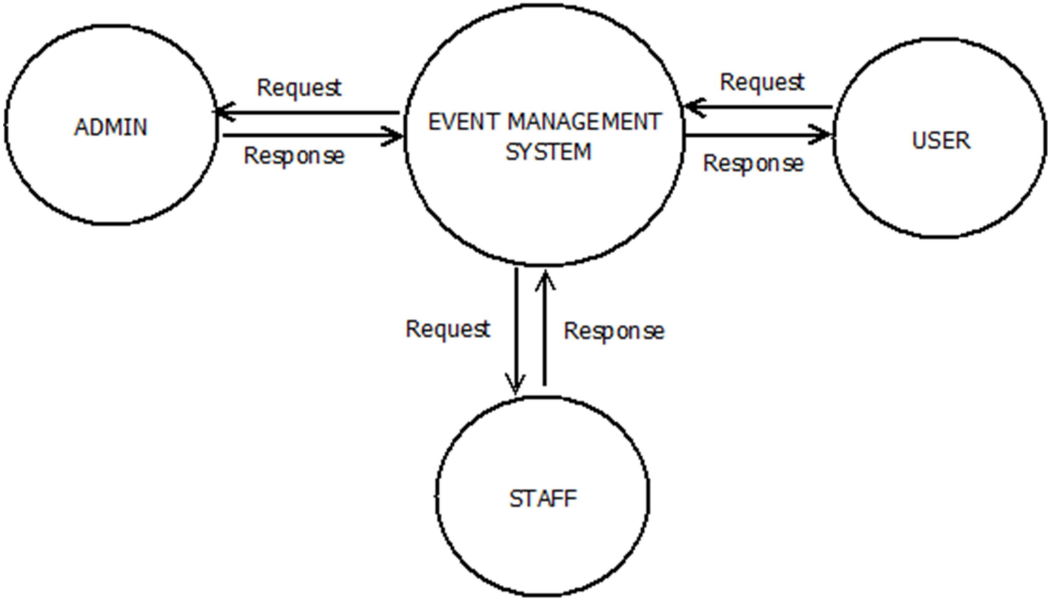 Request
Request
ADMIN
EVENT MANAGEMENT
SYSTEM
USER
Response
Response
Request
Response
STAFF